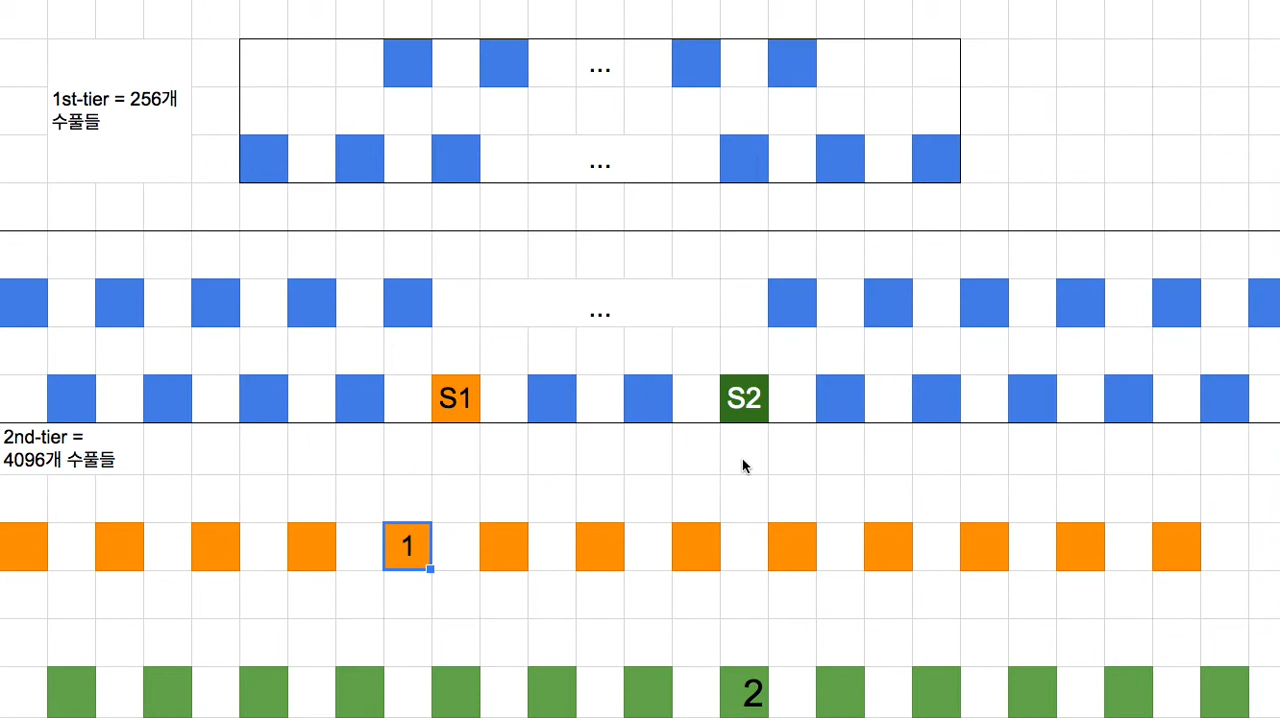 ...
1st-tier = 256개
수풀들
...
...
S1
S2
2nd-tier =
4096개 수풀들
1
2